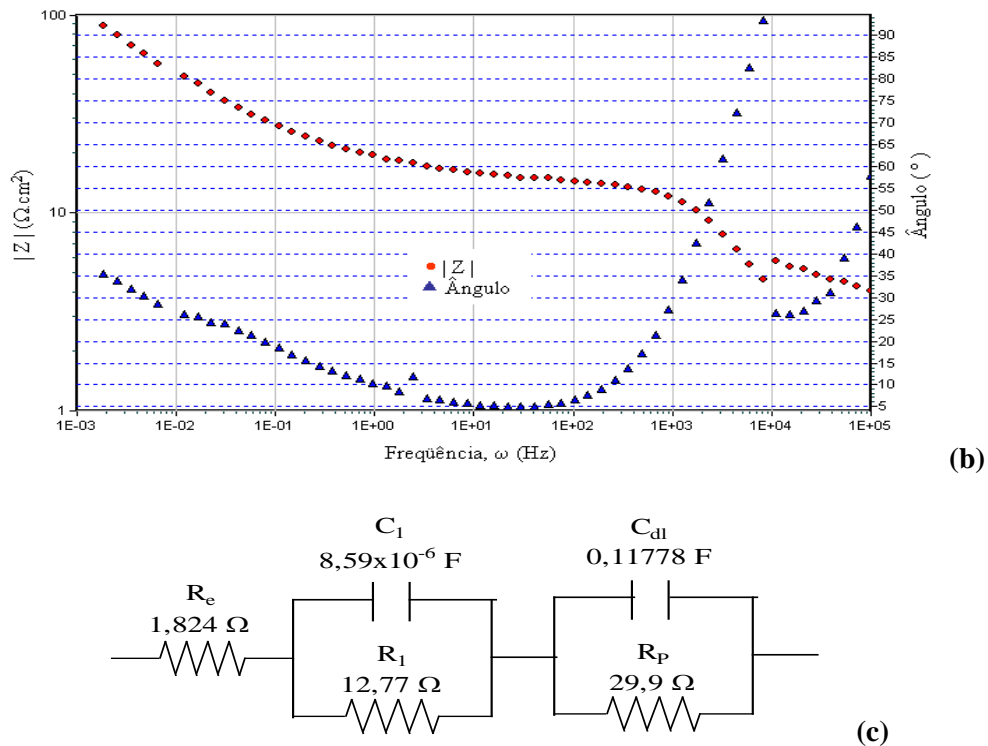 100
10
1
|Z| (Ω.cm²)
90
85
80
75
70
65
60
55
50
45
40
35
30
25
20
15
10
5
Ângulo (°)
|Z|
Ângulo
1E-03 1E-02 1E-01 1E+00 1E+01 1E+02 1E+03 1E+04 1E+05
Freqüência, ω (Hz)
(b)
C₁
8,59x10⁻⁶ F
C_dl
0,11778 F
R_e
1,824 Ω
R₁
12,77 Ω
R_P
29,9 Ω
(c)